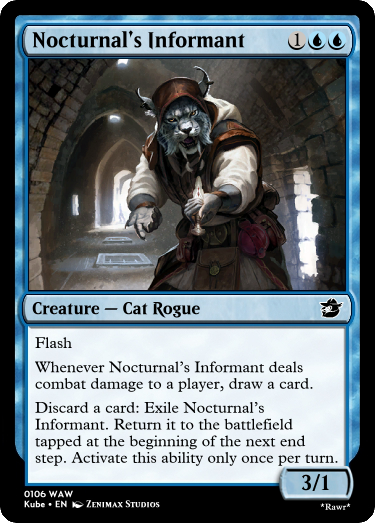 Nocturnal's Informant 1
Creature — Cat Rogue
Flash
Whenever Nocturnal's Informant deals
combat damage to a player, draw a card.
Discard a card: Exile Nocturnal's
Informant. Return it to the battlefield
tapped at the beginning of the next end
step. Activate this ability only once per turn.
3/1
0106 WAW
Kube • EN Zenimax Studios
*Rawr*